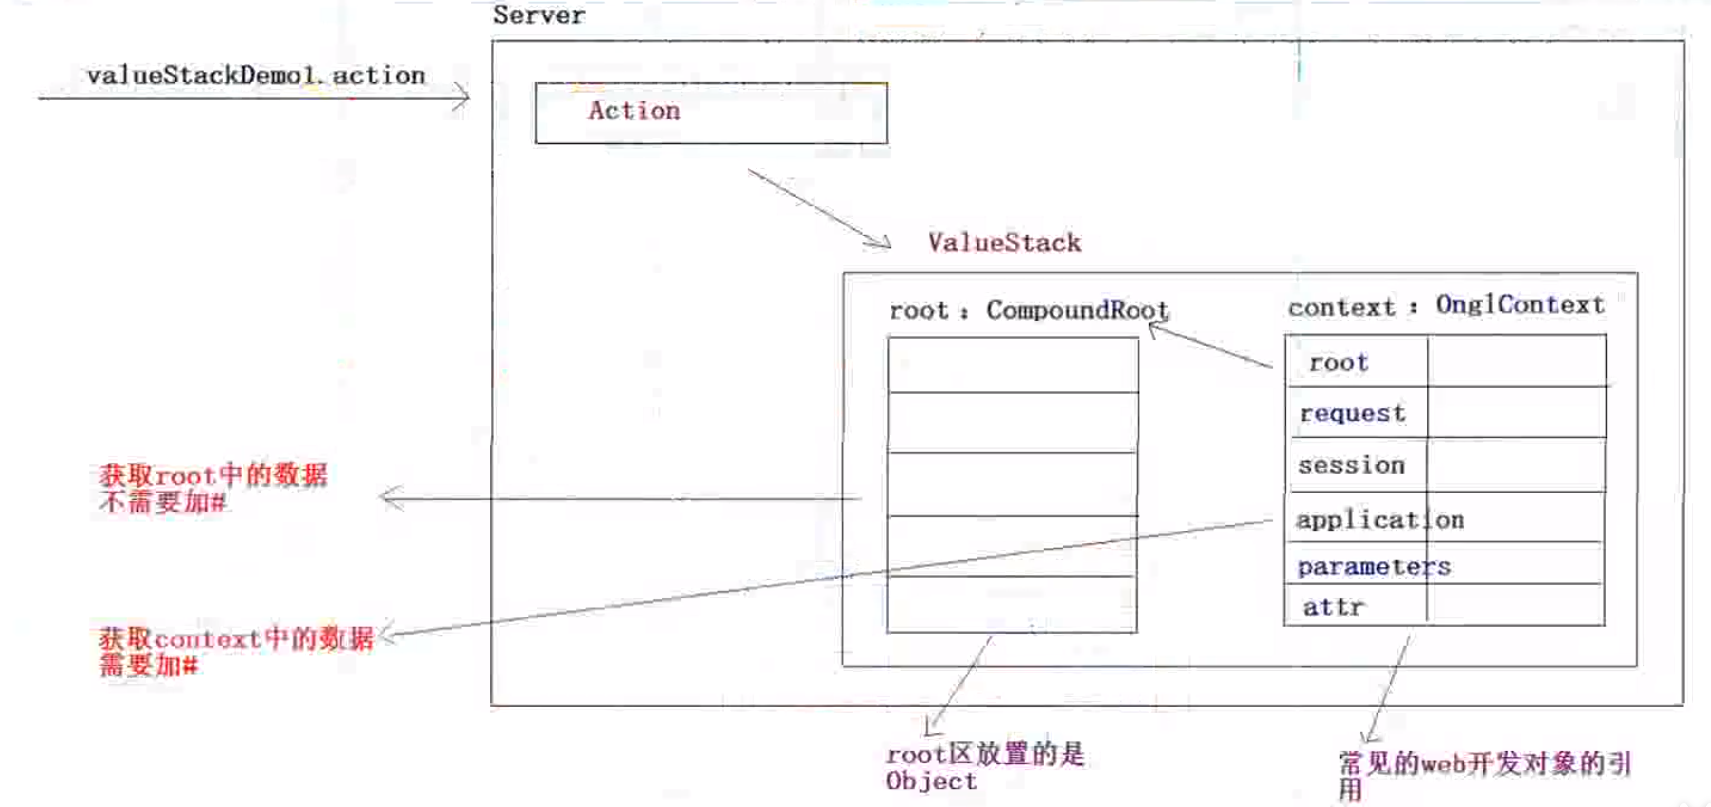 Server
valueStackDemo1.action
Action
ValueStack
root：CompoundRoot
context：OnglContext
root
request
session
application
parameters
attr
获取root中的数据
不需要加#
获取context中的数据
需要加#
root区放置的是
Object
常见的web开发对象的引
用